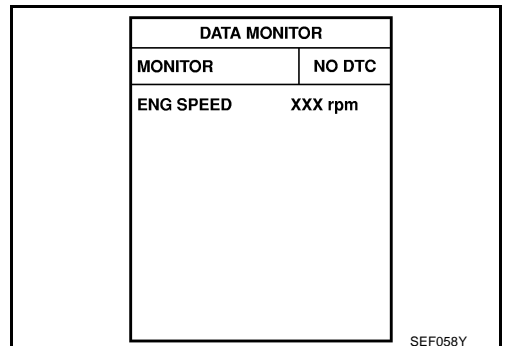 DATA MONITOR
MONITOR NO DTC
ENG SPEED XXX rpm
SEF058Y